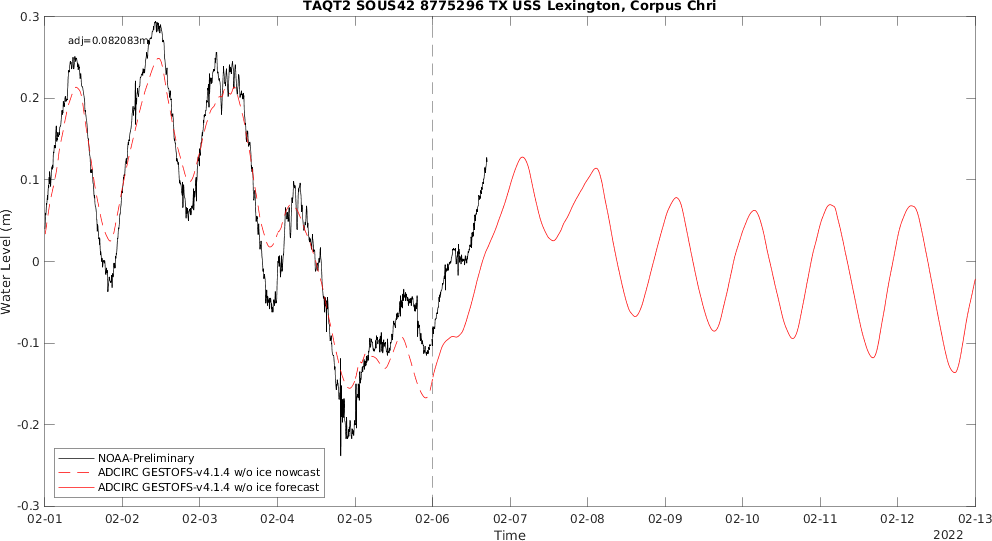 TAQT2 SOUS42 8775296 TX USS Lexington, Corpus Chri
adj=0.082083m
Water Level (m)
0.3
0.2
0.1
0
-0.1
-0.2
-0.3
NOAA-Preliminary
ADCIRC GESTOFS-v4.1.4 w/o ice nowcast
ADCIRC GESTOFS-v4.1.4 w/o ice forecast
02-01 02-02 02-03 02-04 02-05 02-06 02-07 02-08 02-09 02-10 02-11 02-12 02-13
Time
2022